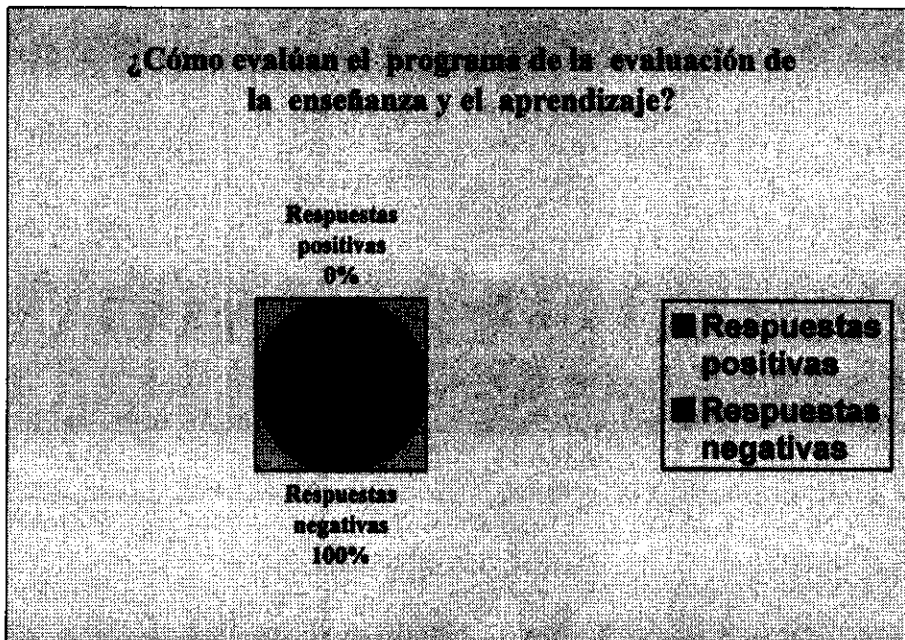 ¿Cómo evalúan el programa de la evaluación de
la enseñanza y el aprendizaje?
Respuestas
positivas
0%
Respuestas
negativas
100%
Respuestas
positivas
Respuestas
negativas